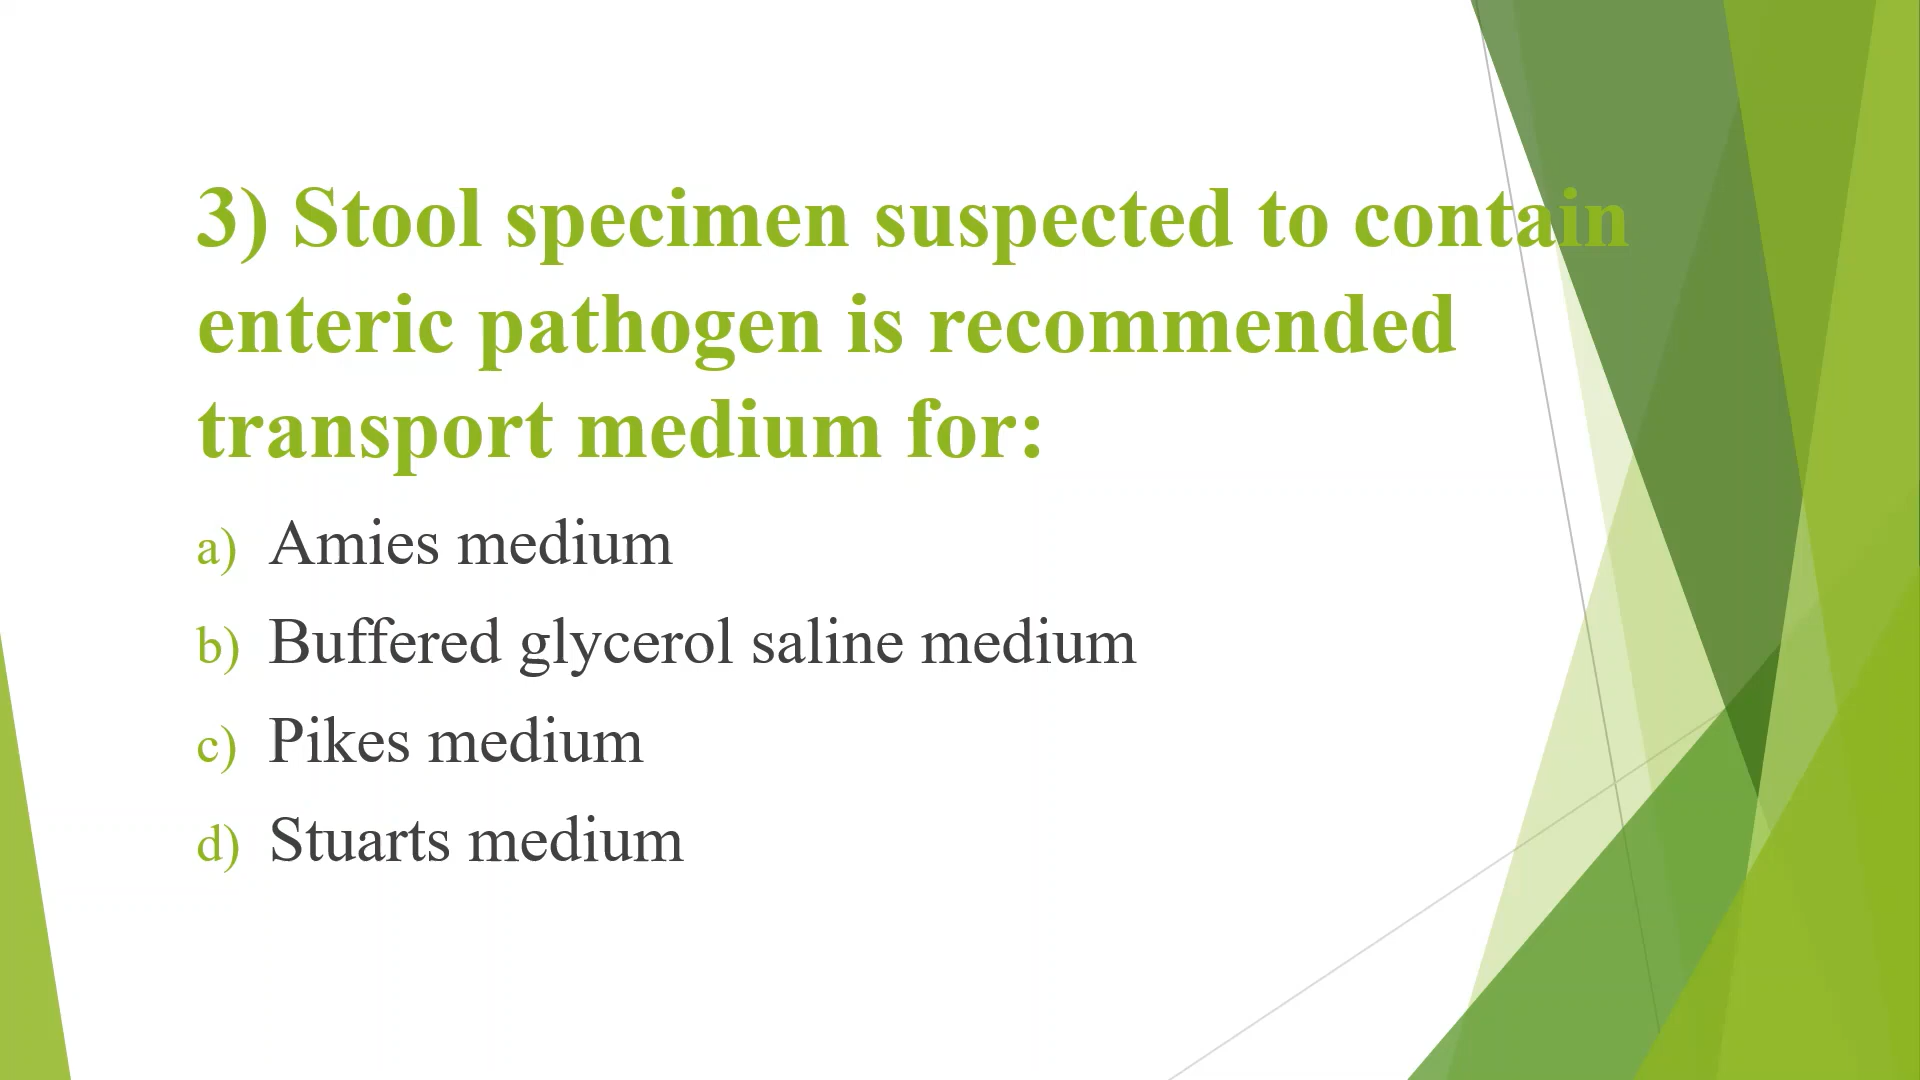 3) Stool specimen suspected to contain
enteric pathogen is recommended
transport medium for:
a) Amies medium
b) Buffered glycerol saline medium
c) Pikes medium
d) Stuarts medium